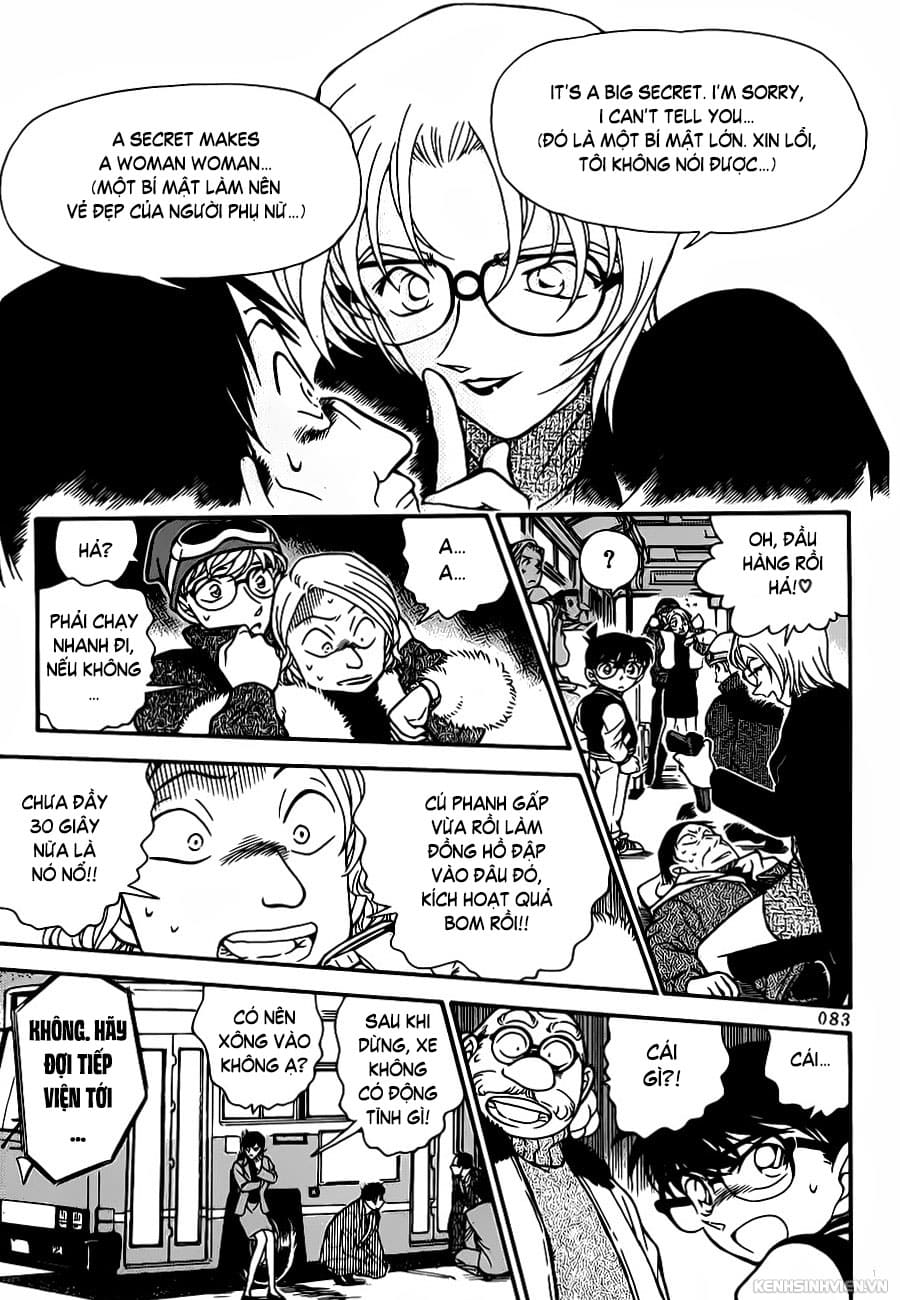 IT'S A BIG SECRET. I'M SORRY,
I CAN'T TELL YOU...
(ĐÓ LÀ MỘT BÍ MẬT LỚN. XIN LỖI,
TÔI KHÔNG NÓI ĐƯỢC...)
A SECRET MAKES
A WOMAN WOMAN...
(MỘT BÍ MẬT LÀM NÊN
VẺ ĐẸP CỦA NGƯỜI PHỤ NỮ...)
OH, ĐẦU
HÀNG RỒI
HẢ!♡
?
A...
A...
HẢ?
PHẢI CHẠY
NHANH ĐI,
NẾU KHÔNG
...
CÚ PHANH GẤP
VỪA RỒI LÀM
ĐỒNG HỒ ĐẬP
VÀO ĐÂU ĐÓ,
KÍCH HOẠT QUẢ
BOM RỒI!!
CHƯA ĐẦY
30 GIÂY
NỮA LÀ
NÓ NỔ!!
083
CÁI...
CÁI
GÌ?!
SAU KHI
DỪNG, XE
KHÔNG
CÓ ĐỘNG
TĨNH GÌ!
CÓ NÊN
XÔNG VÀO
KHÔNG Ạ?
KHÔNG. HÃY
ĐỢI TIẾP
VIỆN TỚI
...
KENHSINHVIEN.VN